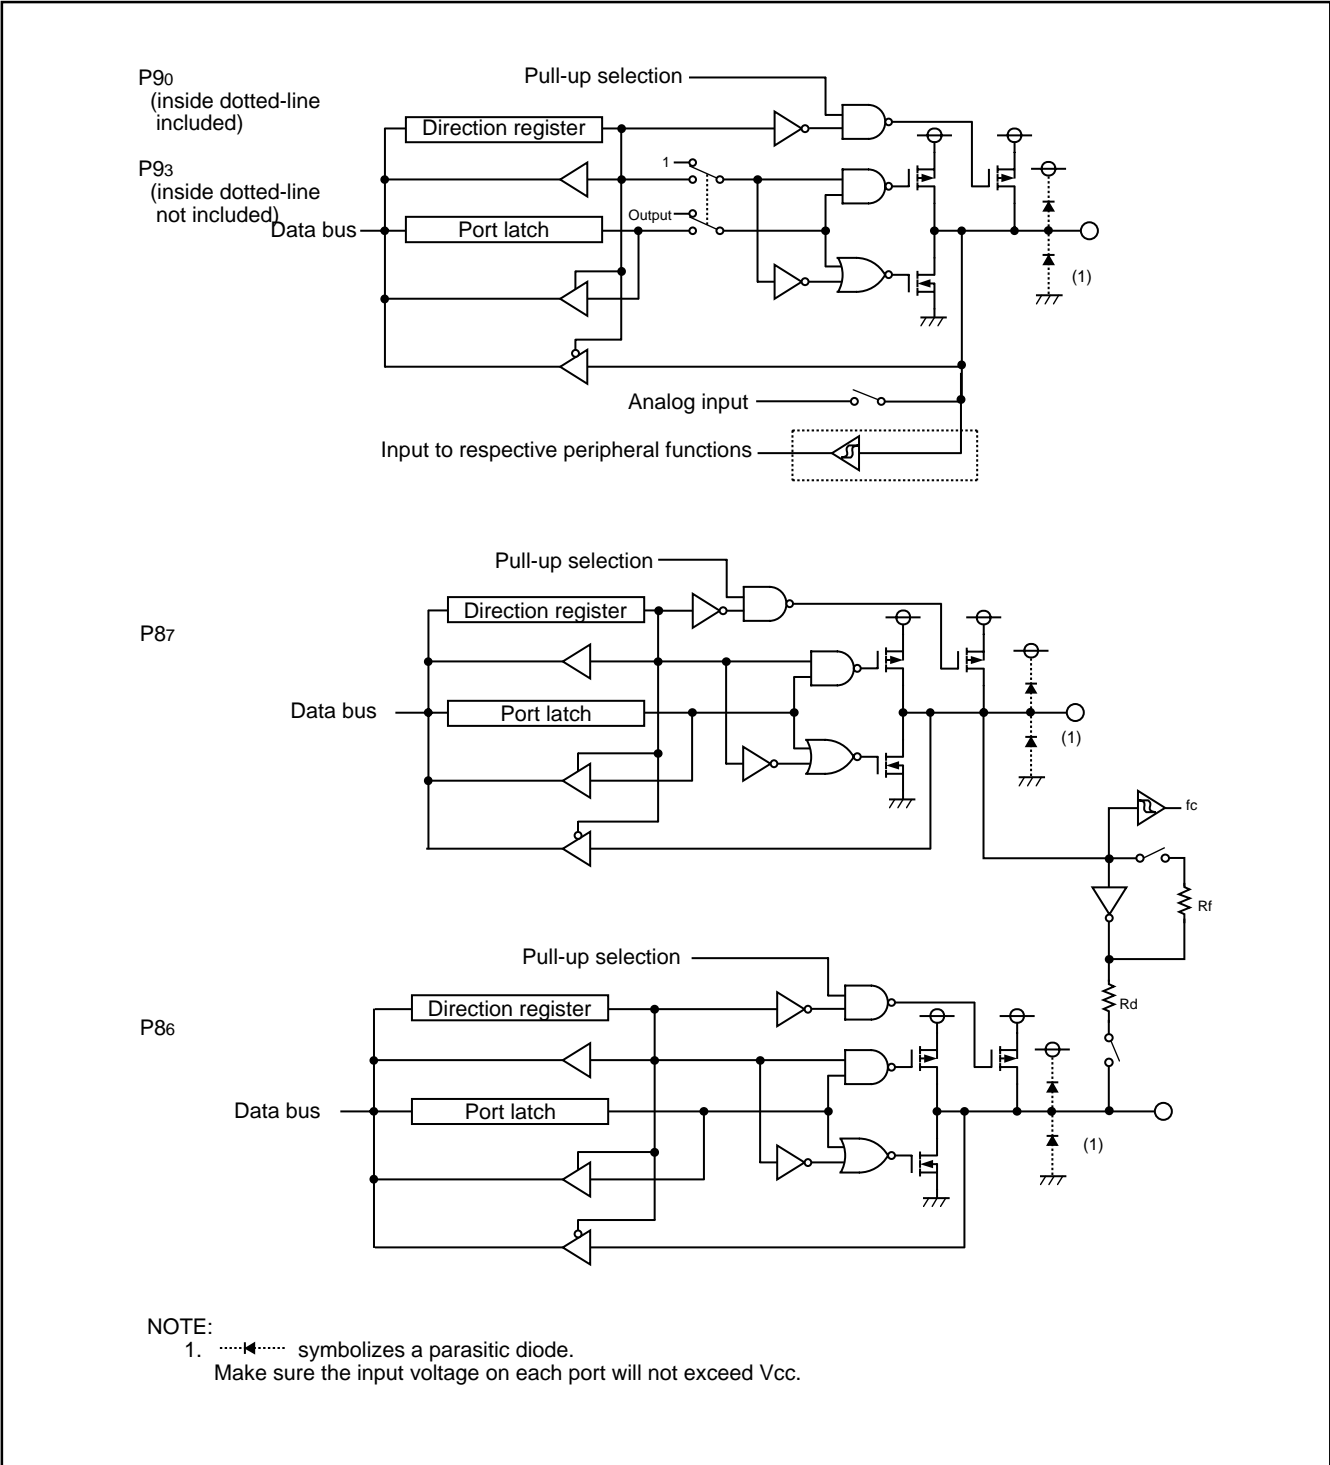 P90
(inside dotted-line
included)
P93
(inside dotted-line
not included)
Pull-up selection
Direction register
1
Data bus
Port latch
Output
(1)
Analog input
Input to respective peripheral functions
P87
Pull-up selection
Direction register
Data bus
Port latch
(1)
fc
Rf
Rd
P86
Pull-up selection
Direction register
Data bus
Port latch
(1)
NOTE:
1. symbolizes a parasitic diode.
Make sure the input voltage on each port will not exceed Vcc.